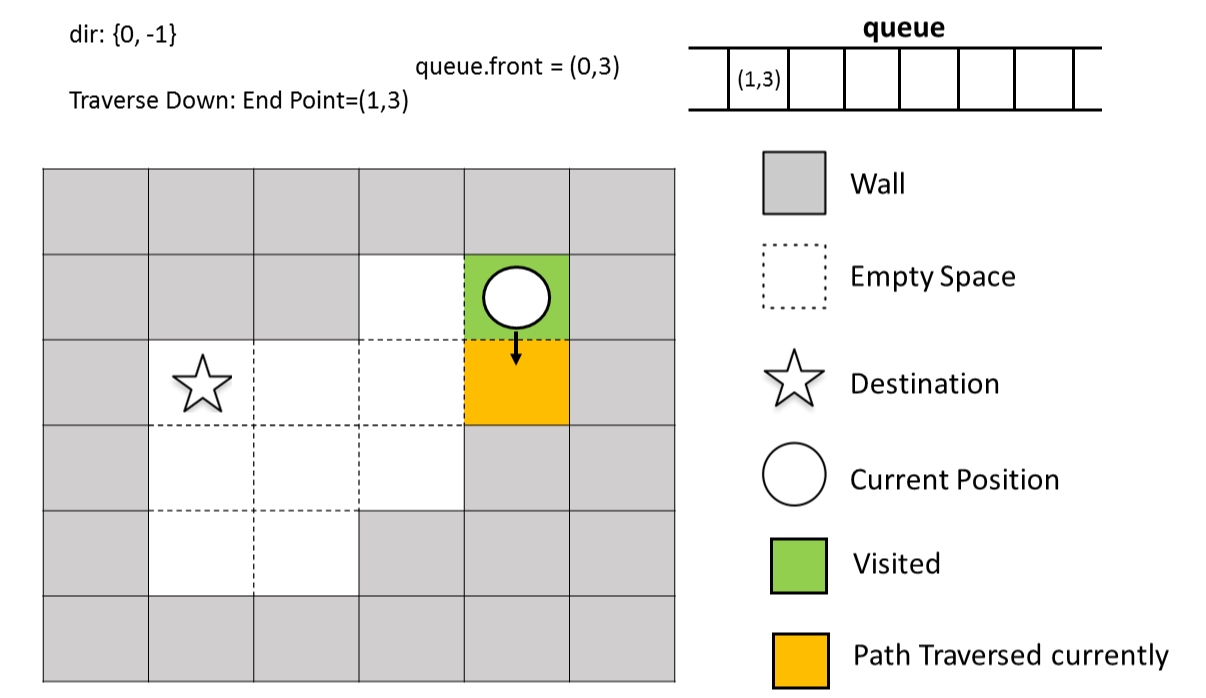 dir: {0, -1}
queue
queue.front = (0,3)
(1,3)
Traverse Down: End Point=(1,3)
Wall
Empty Space
Destination
Current Position
Visited
Path Traversed currently